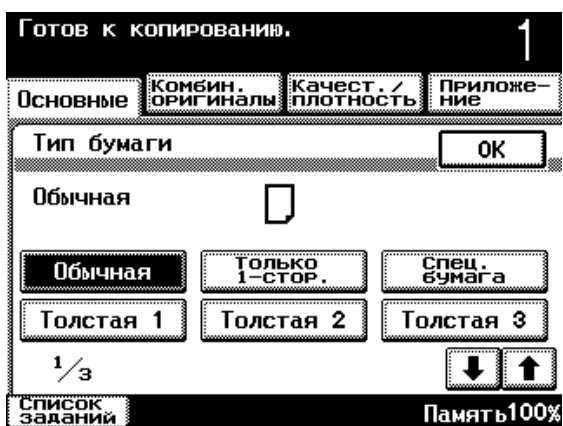 Готов к копированию.
1
Основные
Комбин.
оригиналы
Качест./
плотность
Приложе-
ние
Тип бумаги
OK
Обычная
Обычная
Только
1-стор.
Спец.
бумага
Толстая 1
Толстая 2
Толстая 3
1/3
Список
заданий
Память100%